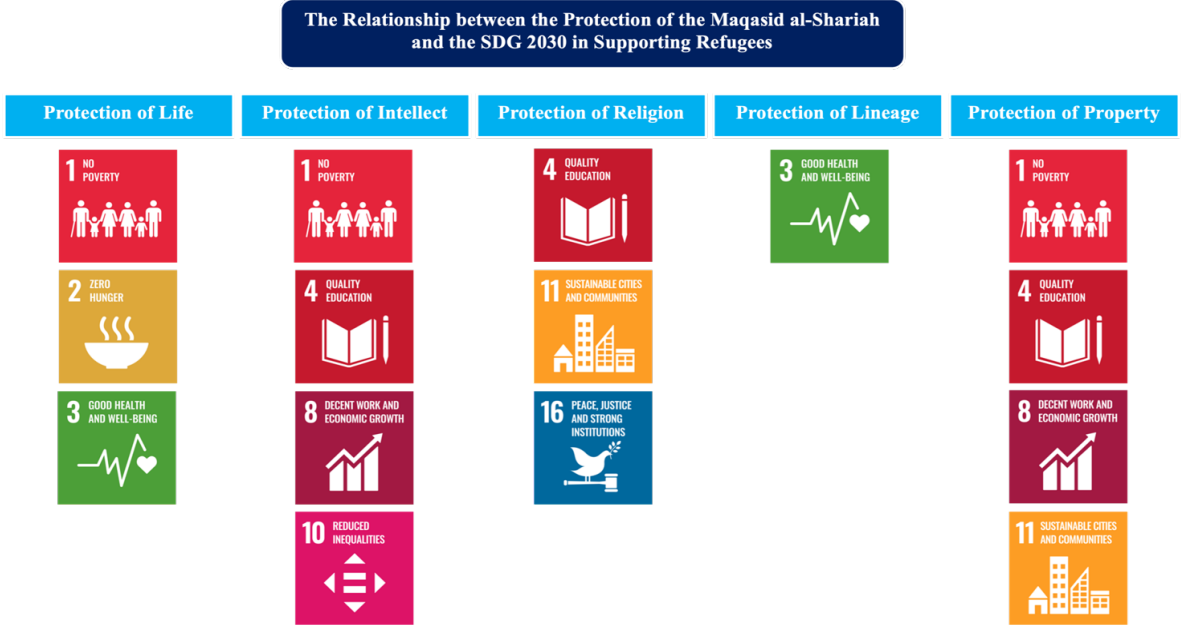 The Relationship between the Protection of the Maqasid al-Shariah
and the SDG 2030 in Supporting Refugees
Protection of Life
1 NO
POVERTY
2 ZERO
HUNGER
3 GOOD HEALTH
AND WELL-BEING
Protection of Intellect
1 NO
POVERTY
4 QUALITY
EDUCATION
8 DECENT WORK AND
ECONOMIC GROWTH
10 REDUCED
INEQUALITIES
Protection of Religion
4 QUALITY
EDUCATION
11 SUSTAINABLE CITIES
AND COMMUNITIES
16 PEACE, JUSTICE
AND STRONG
INSTITUTIONS
Protection of Lineage
3 GOOD HEALTH
AND WELL-BEING
Protection of Property
1 NO
POVERTY
4 QUALITY
EDUCATION
8 DECENT WORK AND
ECONOMIC GROWTH
11 SUSTAINABLE CITIES
AND COMMUNITIES